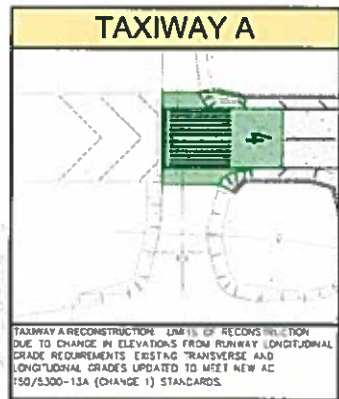 TAXIWAY A
TAXIWAY A RECONSTRUCTION: LIMITS OF RECONSTRUCTION
DUE TO CHANGE IN ELEVATIONS FROM RUNWAY LONGITUDINAL
GRADE REQUIREMENTS EXISTING TRANSVERSE AND
LONGITUDINAL GRADES UPDATED TO MEET NEW AC
150/5300-13A (CHANGE 1) STANDARDS.